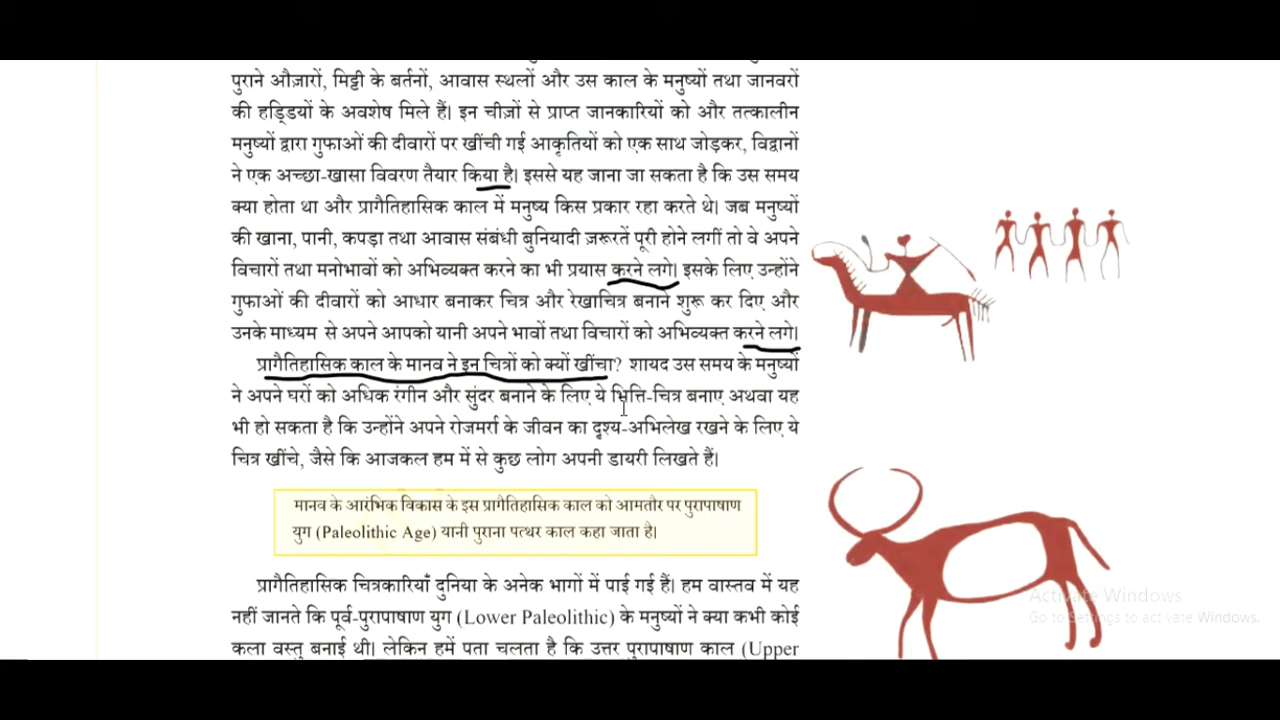 पुराने औज़ारों, मिट्टी के बर्तनों, आवास स्थलों और उस काल के मनुष्यों तथा जानवरों
की हड्डियों के अवशेष मिले हैं। इन चीज़ों से प्राप्त जानकारियों को और तत्कालीन
मनुष्यों द्वारा गुफाओं की दीवारों पर खींची गई आकृतियों को एक साथ जोड़कर, विद्वानों
ने एक अच्छा-खासा विवरण तैयार किया है। इससे यह जाना जा सकता है कि उस समय
क्या होता था और प्रागैतिहासिक काल में मनुष्य किस प्रकार रहा करते थे। जब मनुष्यों
की खाना, पानी, कपड़ा तथा आवास संबंधी बुनियादी ज़रूरतें पूरी होने लगीं तो वे अपने
विचारों तथा मनोभावों को अभिव्यक्त करने का भी प्रयास करने लगे। इसके लिए उन्होंने
गुफाओं की दीवारों को आधार बनाकर चित्र और रेखाचित्र बनाने शुरू कर दिए और
उनके माध्यम से अपने आपको यानी अपने भावों तथा विचारों को अभिव्यक्त करने लगे।
प्रागैतिहासिक काल के मानव ने इन चित्रों को क्यों खींचा? शायद उस समय के मनुष्यों
ने अपने घरों को अधिक रंगीन और सुंदर बनाने के लिए ये भित्ति-चित्र बनाए अथवा यह
भी हो सकता है कि उन्होंने अपने रोजमर्रा के जीवन का दृश्य-अभिलेख रखने के लिए ये
चित्र खींचे, जैसे कि आजकल हम में से कुछ लोग अपनी डायरी लिखते हैं।
मानव के आरंभिक विकास के इस प्रागैतिहासिक काल को आमतौर पर पुरापाषाण
युग (Paleolithic Age) यानी पुराना पत्थर काल कहा जाता है।
प्रागैतिहासिक चित्रकारियाँ दुनिया के अनेक भागों में पाई गई हैं। हम वास्तव में यह
नहीं जानते कि पूर्व-पुरापाषाण युग (Lower Paleolithic) के मनुष्यों ने क्या कभी कोई
कला वस्तु बनाई थी। लेकिन हमें पता चलता है कि उत्तर पुरापाषाण काल (Upper
Activate Windows
Go to Settings to activate Windows.